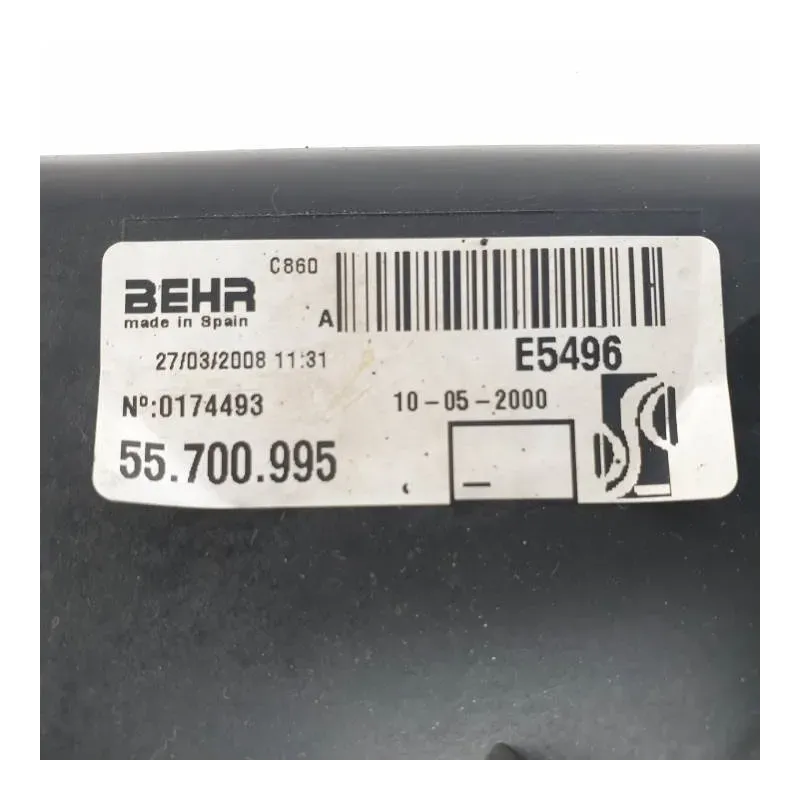 C860
BEHR
made in Spain
A
27/03/2008 11:31
E5496
Nº:0174493
10-05-2000
55.700.995